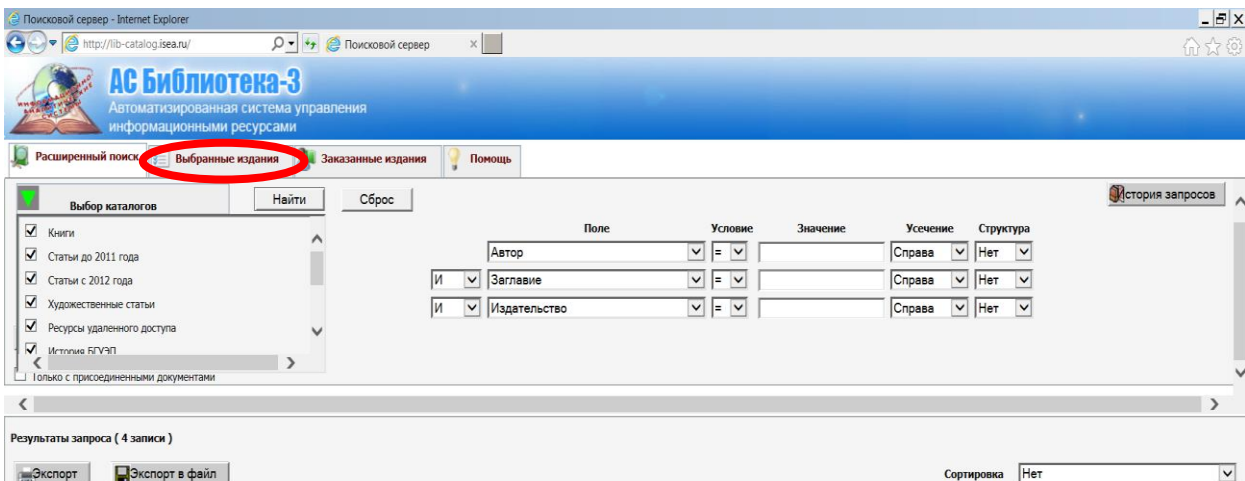 Поисковой сервер - Internet Explorer
http://lib-catalog.isea.ru/
Поисковой сервер
АС Библиотека-3
Автоматизированная система управления
информационными ресурсами
Расширенный поиск
Выбранные издания
Заказанные издания
Помощь
Выбор каталогов
Найти
Сброс
История запросов
Книги
Статьи до 2011 года
Статьи с 2012 года
Художественные статьи
Ресурсы удаленного доступа
История БГУЭП
Только с присоединенными документами
Поле Условие Значение Усечение Структура
Автор = Справа Нет
И Заглавие = Справа Нет
И Издательство = Справа Нет
Результаты запроса ( 4 записи )
Экспорт
Экспорт в файл
Сортировка Нет